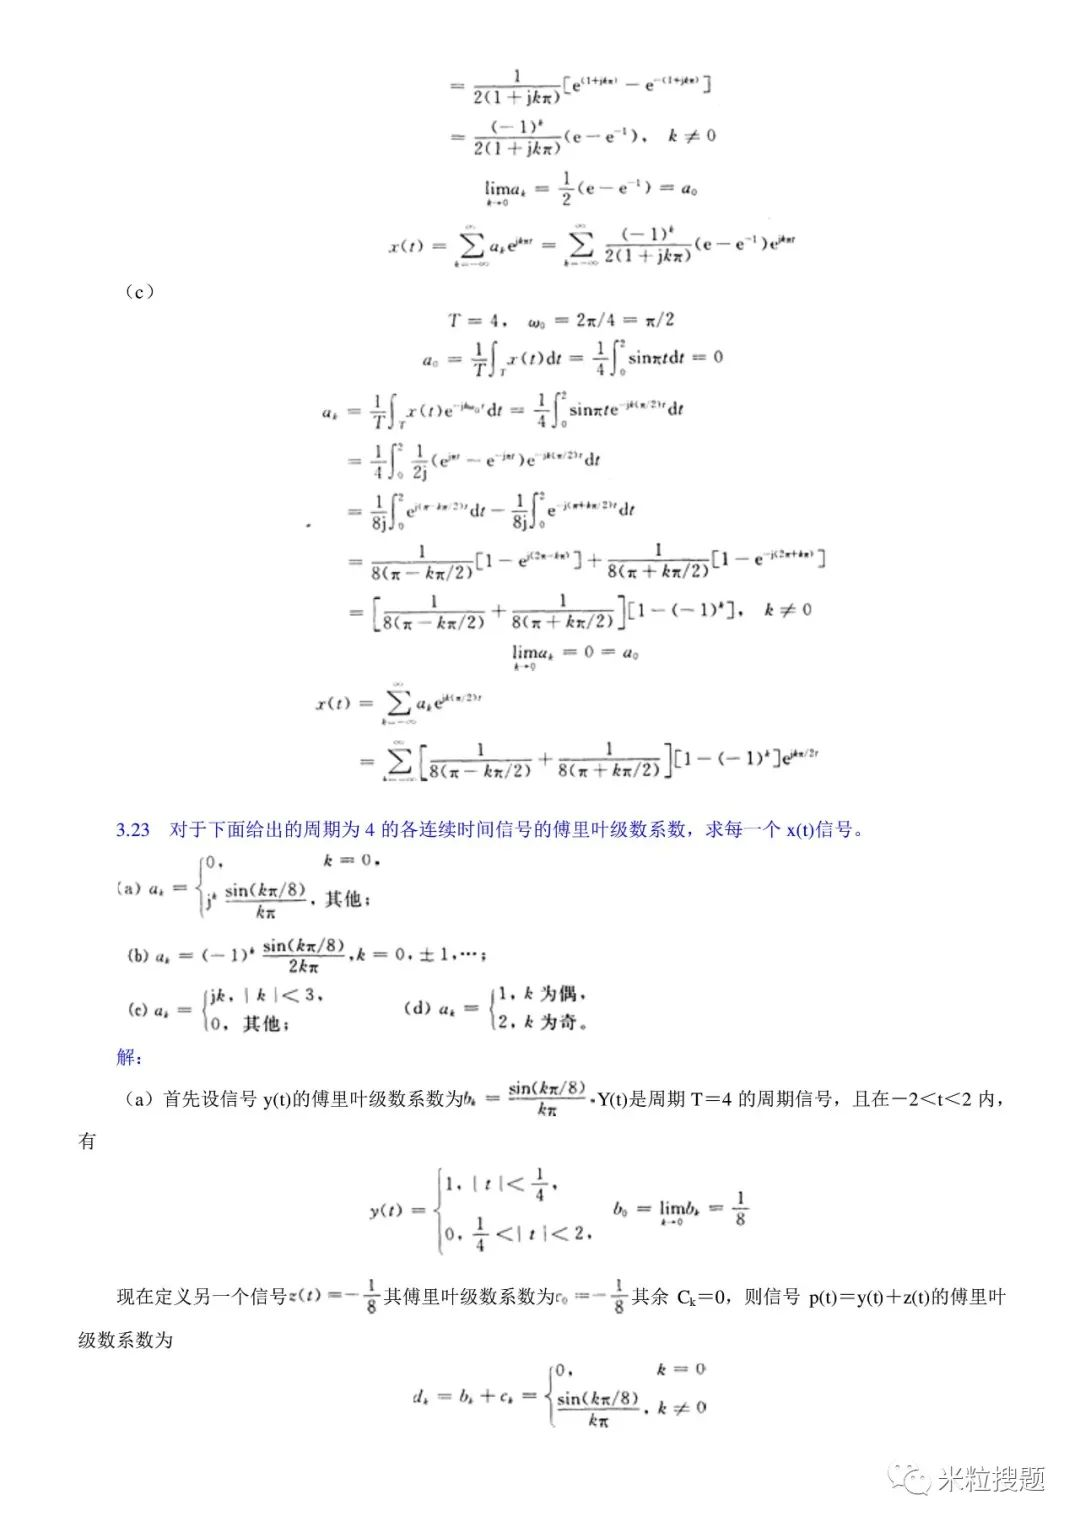 = 1/2(1+jkπ) [e^(1+jkπ) − e^−(1+jkπ)]
= (−1)^k/2(1+jkπ) (e−e^−1), k≠0
lim_{k→0} a_k = 1/2 (e−e^−1) = a_0
x(t) = ∑_{k=−∞}^{∞} a_k e^{jkπt} = ∑_{k=−∞}^{∞} (−1)^k/2(1+jkπ) (e−e^−1)e^{jkπt}
（c）
T=4, ω_0=2π/4=π/2
a_0 = 1/T ∫_T x(t)dt = 1/4 ∫_0^2 sinπtdt = 0
a_k = 1/T ∫_T x(t)e^{−jkω_0t}dt = 1/4 ∫_0^2 sinπte^{−jk(π/2)t}dt
= 1/4 ∫_0^2 1/2j (e^{jπt} − e^{−jπt})e^{−jk(π/2)t}dt
= 1/8j ∫_0^2 e^{j(π−kπ/2)t}dt − 1/8j ∫_0^2 e^{−j(π+kπ/2)t}dt
= 1/8(π−kπ/2) [1−e^{j(2π−kπ)}] + 1/8(π+kπ/2) [1−e^{−j(2π+kπ)}]
= [1/8(π−kπ/2) + 1/8(π+kπ/2)][1−(−1)^k], k≠0
lim_{k→0} a_k = 0 = a_0
x(t) = ∑_{k=−∞}^{∞} a_k e^{jk(π/2)t}
= ∑_{k=−∞}^{∞} [1/8(π−kπ/2) + 1/8(π+kπ/2)][1−(−1)^k]e^{jkπ/2t}
3.23 对于下面给出的周期为 4 的各连续时间信号的傅里叶级数系数，求每一个 x(t)信号。
(a) a_k = {0, k=0,
j^k sin(kπ/8)/kπ, 其他;
(b) a_k = (−1)^k sin(kπ/8)/2kπ, k=0,±1,⋯;
(c) a_k = {jk, |k|<3, 0, 其他; (d) a_k = {1, k 为偶, 2, k 为奇。
解：
（a）首先设信号 y(t)的傅里叶级数系数为b_k = sin(kπ/8)/kπ .Y(t)是周期 T＝4 的周期信号，且在－2＜t＜2 内，
有
y(t) = {1, |t|<1/4, 0, 1/4<|t|<2, b_0 = lim_{k→0} b_k = 1/8
现在定义另一个信号z(t)=−1/8其傅里叶级数系数为c_0=−1/8其余 C_k=0，则信号 p(t)＝y(t)＋z(t)的傅里叶
级数系数为
d_k = b_k + c_k = {0, k=0
sin(kπ/8)/kπ, k≠0
米粒搜题